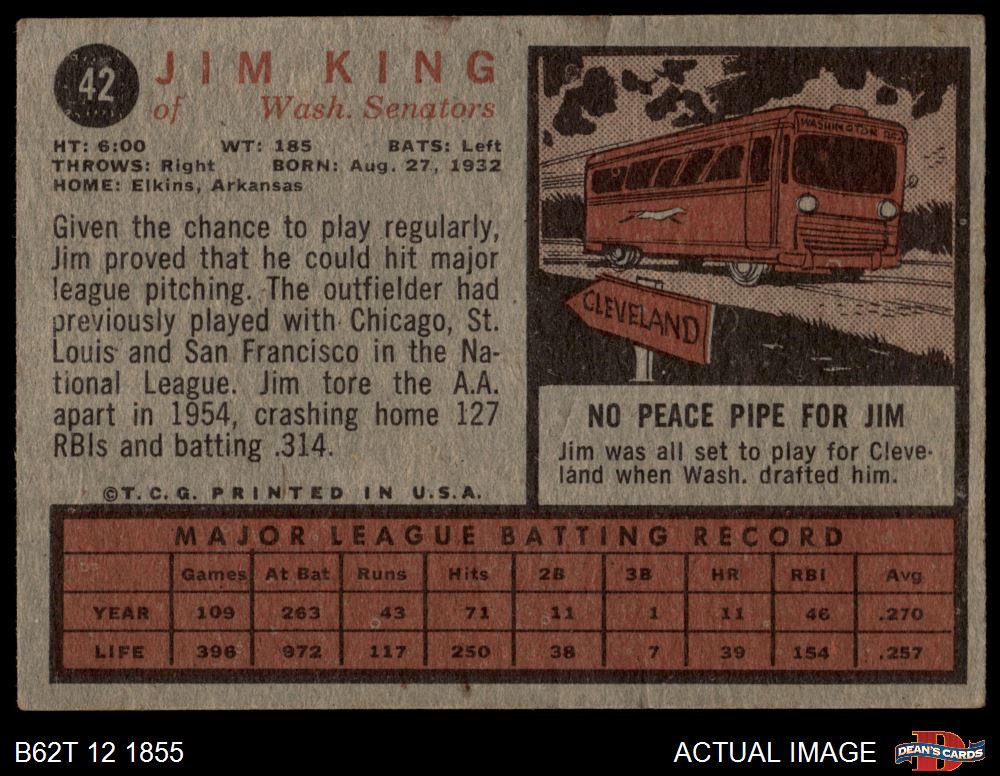 42
JIM KING
of Wash. Senators
HT: 6:00 WT: 185 BATS: Left
THROWS: Right BORN: Aug. 27, 1932
HOME: Elkins, Arkansas
Given the chance to play regularly,
Jim proved that he could hit major
league pitching. The outfielder had
previously played with Chicago, St.
Louis and San Francisco in the Na-
tional League. Jim tore the A.A.
apart in 1954, crashing home 127
RBIs and batting .314.
©T.C.G. PRINTED IN U.S.A.
WASHINGTON D.C.
CLEVELAND
NO PEACE PIPE FOR JIM
Jim was all set to play for Cleve-
land when Wash. drafted him.
MAJOR LEAGUE BATTING RECORD
Games At Bat Runs Hits 2B 3B HR RBI Avg
YEAR 109 263 43 71 11 1 11 46 .270
LIFE 396 972 117 250 38 7 39 154 .257
B62T 12 1855
ACTUAL IMAGE
DEAN'S CARDS